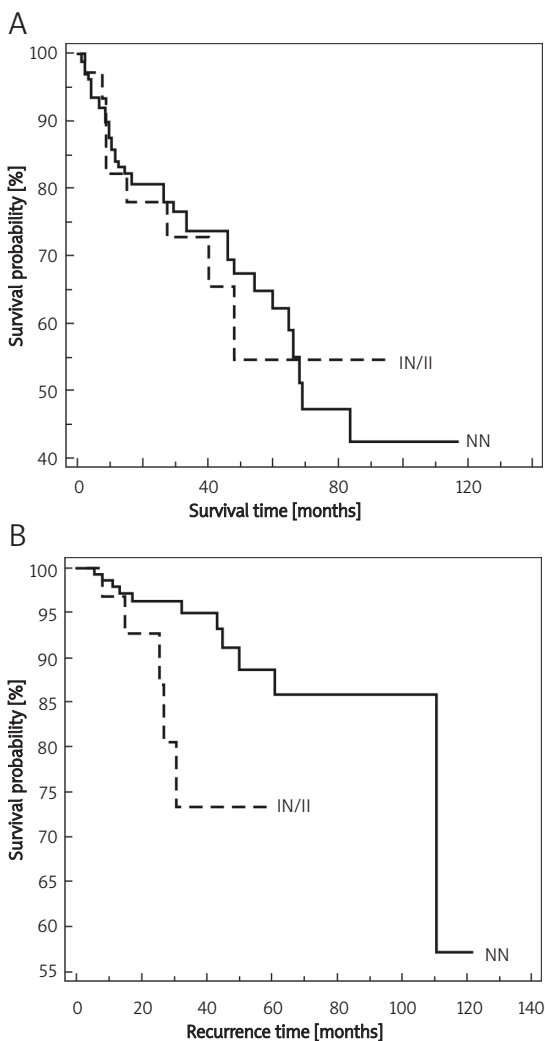 A
100
90
80
70
60
50
40
Survival probability [%]
IN/II
NN
0 40 80 120
Survival time [months]
B
100
95
90
85
80
75
70
65
60
55
Survival probability [%]
IN/II
NN
0 20 40 60 80 100 120 140
Recurrence time [months]